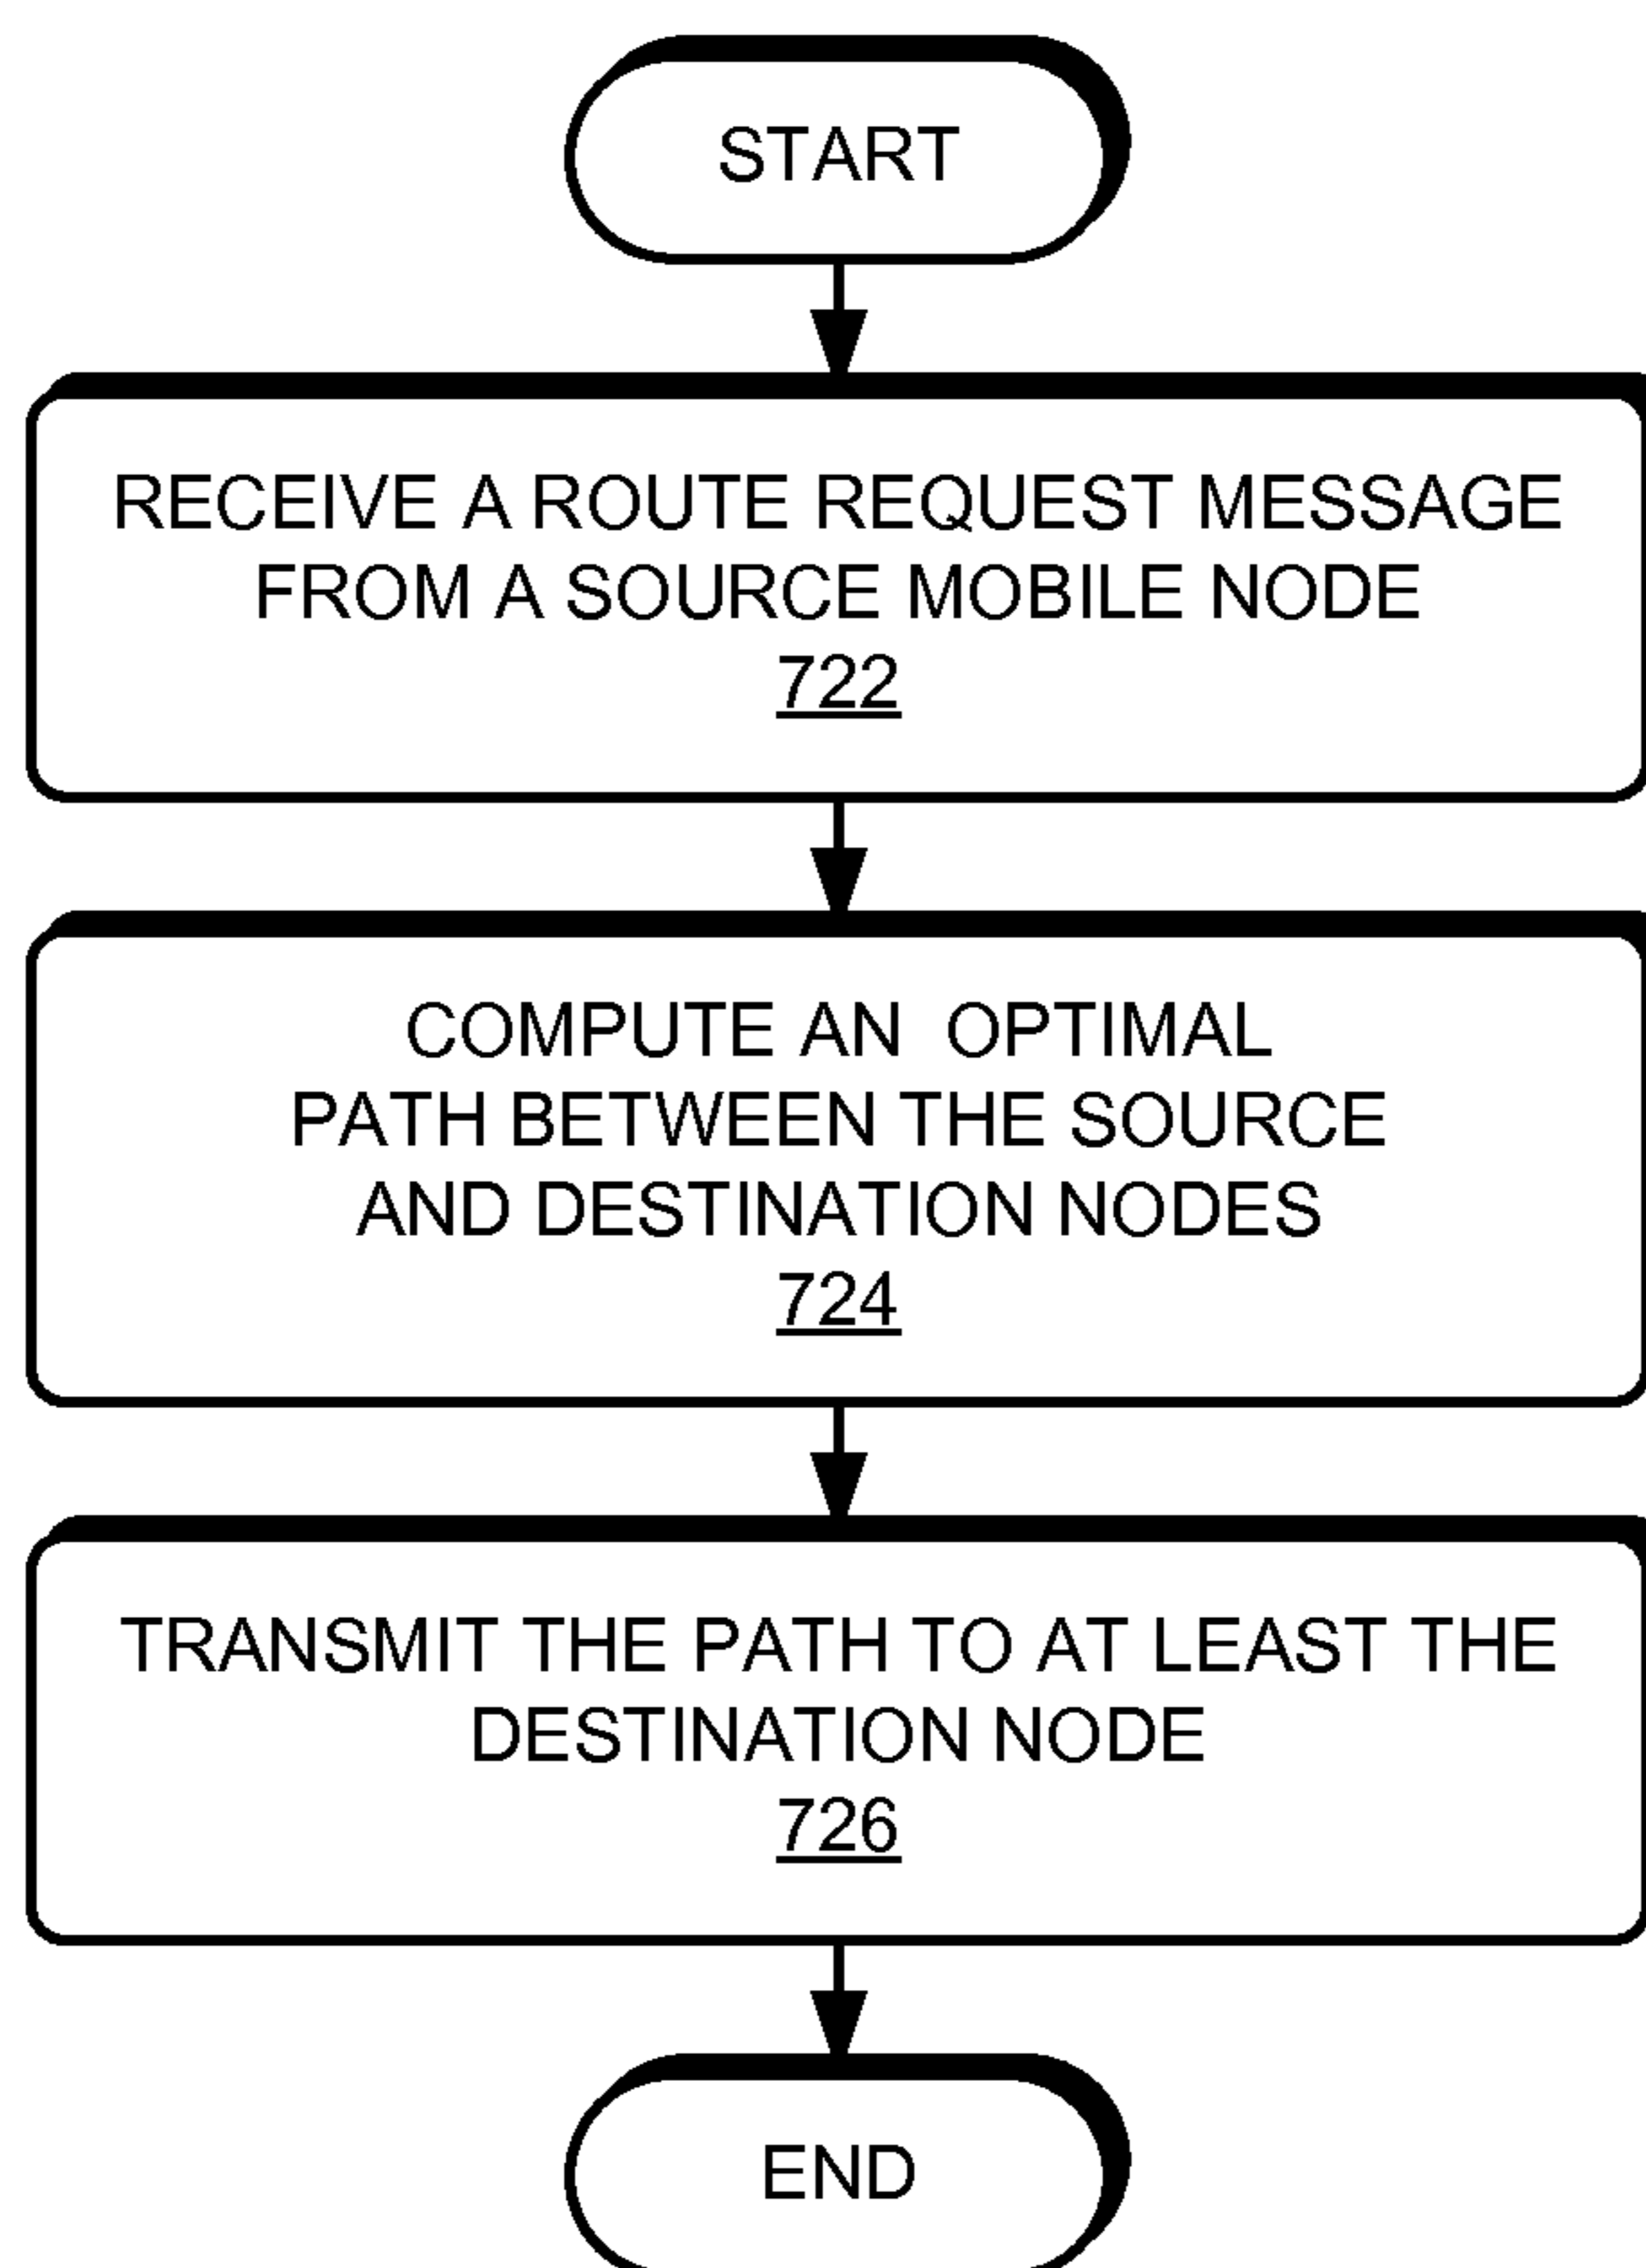 START
RECEIVE A ROUTE REQUEST MESSAGE
FROM A SOURCE MOBILE NODE
722
COMPUTE AN  OPTIMAL
PATH BETWEEN THE SOURCE
AND DESTINATION NODES
724
TRANSMIT THE PATH TO AT LEAST THE
DESTINATION NODE
726
END